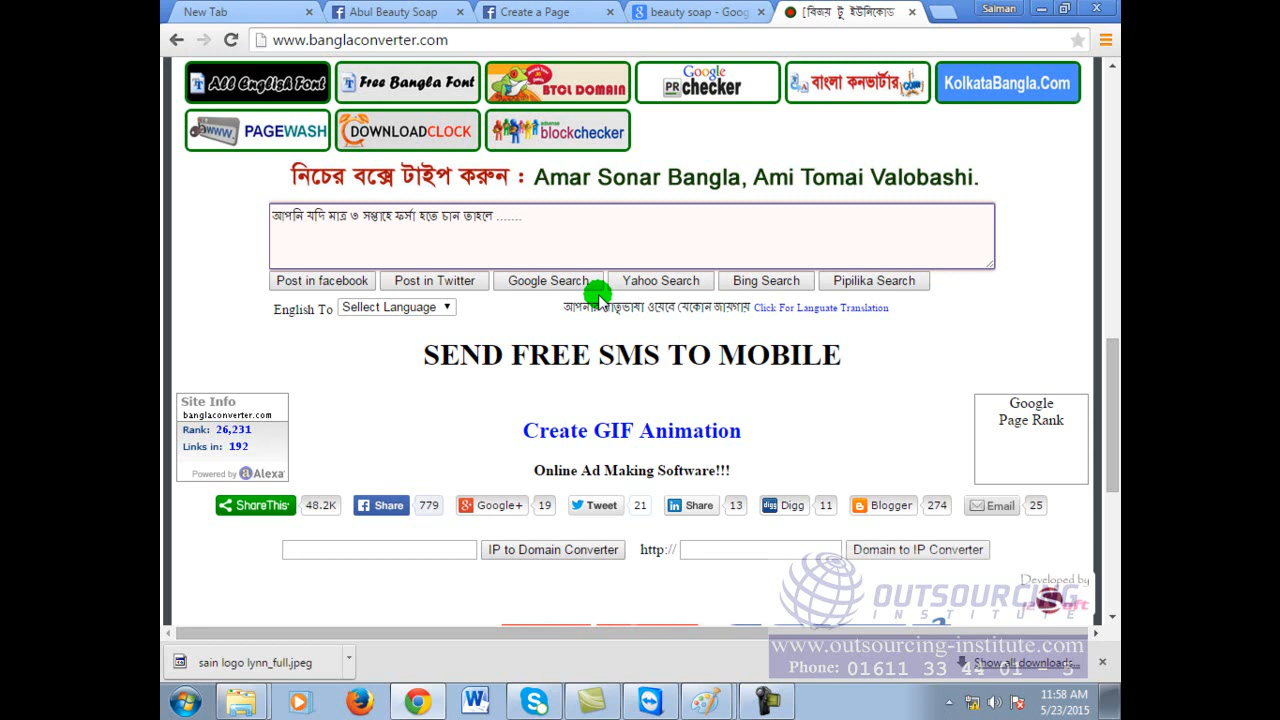 New Tab
Abul Beauty Soap
Create a Page
beauty soap - Goog
[বিজয় টু ইউনিকোড
Salman
www.banglaconverter.com
All English Font
Free Bangla Font
BTCL DOMAIN
Google
PR checker
বাংলা কনভার্টার
KolkataBangla.Com
www. PAGEWASH
DOWNLOADCLOCK
adsense
blockchecker
নিচের বক্সে টাইপ করুন : Amar Sonar Bangla, Ami Tomai Valobashi.
আপনি যদি মাত্র ৩ সপ্তাহে ফর্সা হতে চান তাহলে .......
Post in facebook
Post in Twitter
Google Search
Yahoo Search
Bing Search
Pipilika Search
English To
Select Language
ওয়েবে যেকোন জায়গায় Click For Languate Translation
SEND FREE SMS TO MOBILE
Site Info
banglaconverter.com
Rank: 26,231
Links in: 192
Powered by Alexa
Google
Page Rank
Create GIF Animation
Online Ad Making Software!!!
ShareThis 48.2K
Share 779
Google+ 19
Tweet 21
Share 13
Digg 11
Blogger 274
Email 25
IP to Domain Converter
http://
Domain to IP Converter
Developed by
OUTSOURCING
INSTITUTE
www.outsourcing-institute.com
Phone: 01611 33 44 01 - 3
sain logo lynn_full.jpeg
Show all downloads...
11:58 AM
5/23/2015